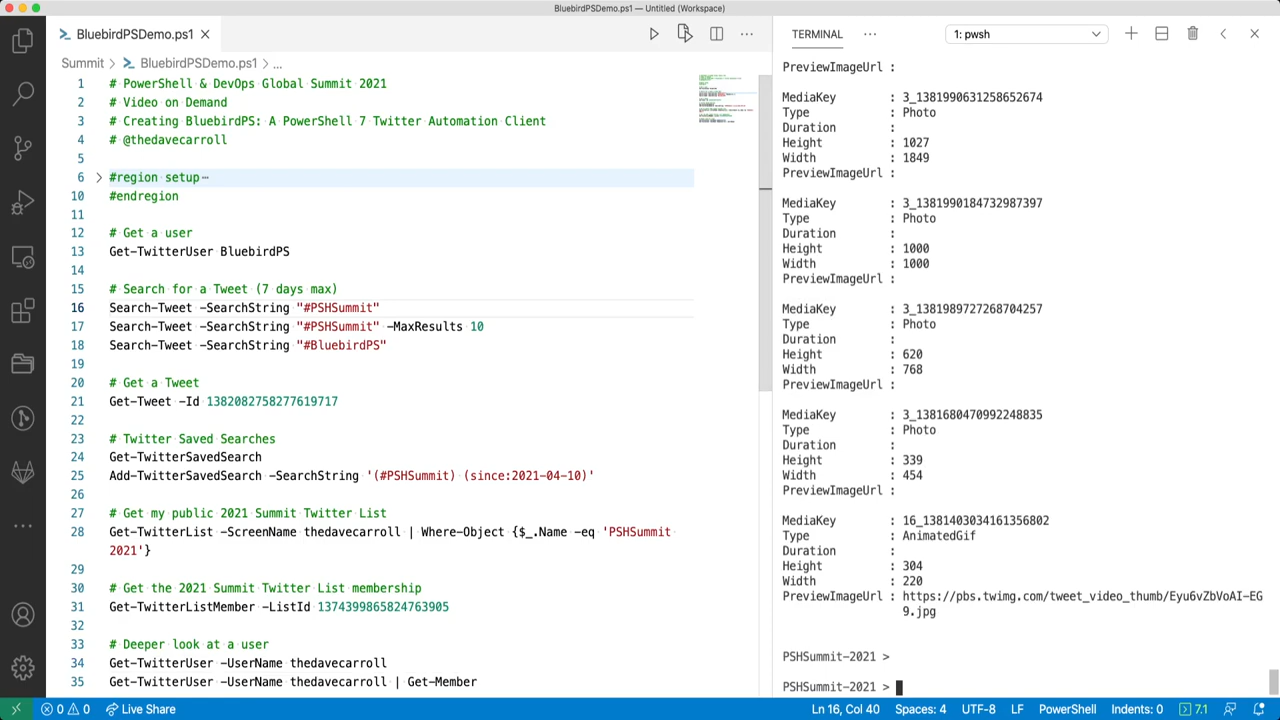 BluebirdPSDemo.ps1 — Untitled (Workspace)
BluebirdPSDemo.ps1
Summit > BluebirdPSDemo.ps1 > ...
1 # PowerShell & DevOps Global Summit 2021
2 # Video on Demand
3 # Creating BluebirdPS: A PowerShell 7 Twitter Automation Client
4 # @thedavecarroll
5
6 #region setup⋯
10 #endregion
11
12 # Get a user
13 Get-TwitterUser BluebirdPS
14
15 # Search for a Tweet (7 days max)
16 Search-Tweet -SearchString "#PSHSummit"
17 Search-Tweet -SearchString "#PSHSummit" -MaxResults 10
18 Search-Tweet -SearchString "#BluebirdPS"
19
20 # Get a Tweet
21 Get-Tweet -Id 1382082758277619717
22
23 # Twitter Saved Searches
24 Get-TwitterSavedSearch
25 Add-TwitterSavedSearch -SearchString '(#PSHSummit) (since:2021-04-10)'
26
27 # Get my public 2021 Summit Twitter List
28 Get-TwitterList -ScreenName thedavecarroll | Where-Object {$_.Name -eq 'PSHSummit
2021'}
29
30 # Get the 2021 Summit Twitter List membership
31 Get-TwitterListMember -ListId 1374399865824763905
32
33 # Deeper look at a user
34 Get-TwitterUser -UserName thedavecarroll
35 Get-TwitterUser -UserName thedavecarroll | Get-Member
TERMINAL ⋯ 1: pwsh
PreviewImageUrl :
MediaKey : 3_1381990631258652674
Type : Photo
Duration :
Height : 1027
Width : 1849
PreviewImageUrl :
MediaKey : 3_1381990184732987397
Type : Photo
Duration :
Height : 1000
Width : 1000
PreviewImageUrl :
MediaKey : 3_1381989727268704257
Type : Photo
Duration :
Height : 620
Width : 768
PreviewImageUrl :
MediaKey : 3_1381680470992248835
Type : Photo
Duration :
Height : 339
Width : 454
PreviewImageUrl :
MediaKey : 16_1381403034161356802
Type : AnimatedGif
Duration :
Height : 304
Width : 220
PreviewImageUrl : https://pbs.twimg.com/tweet_video_thumb/Eyu6vZbVoAI-EG
9.jpg
PSHSummit-2021 >
PSHSummit-2021 >
0 0 Live Share Ln 16, Col 40 Spaces: 4 UTF-8 LF PowerShell Indents: 0 7.1